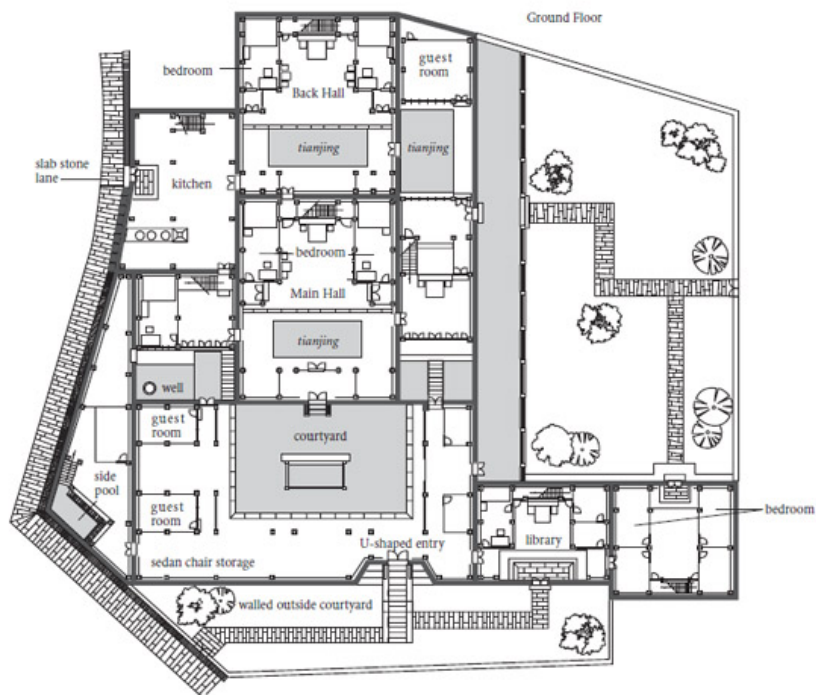 Ground Floor
bedroom
guest
room
Back Hall
tianjing
tianjing
slab stone
lane
kitchen
bedroom
Main Hall
tianjing
well
guest
room
courtyard
side
pool
guest
room
bedroom
U-shaped entry
library
sedan chair storage
walled outside courtyard